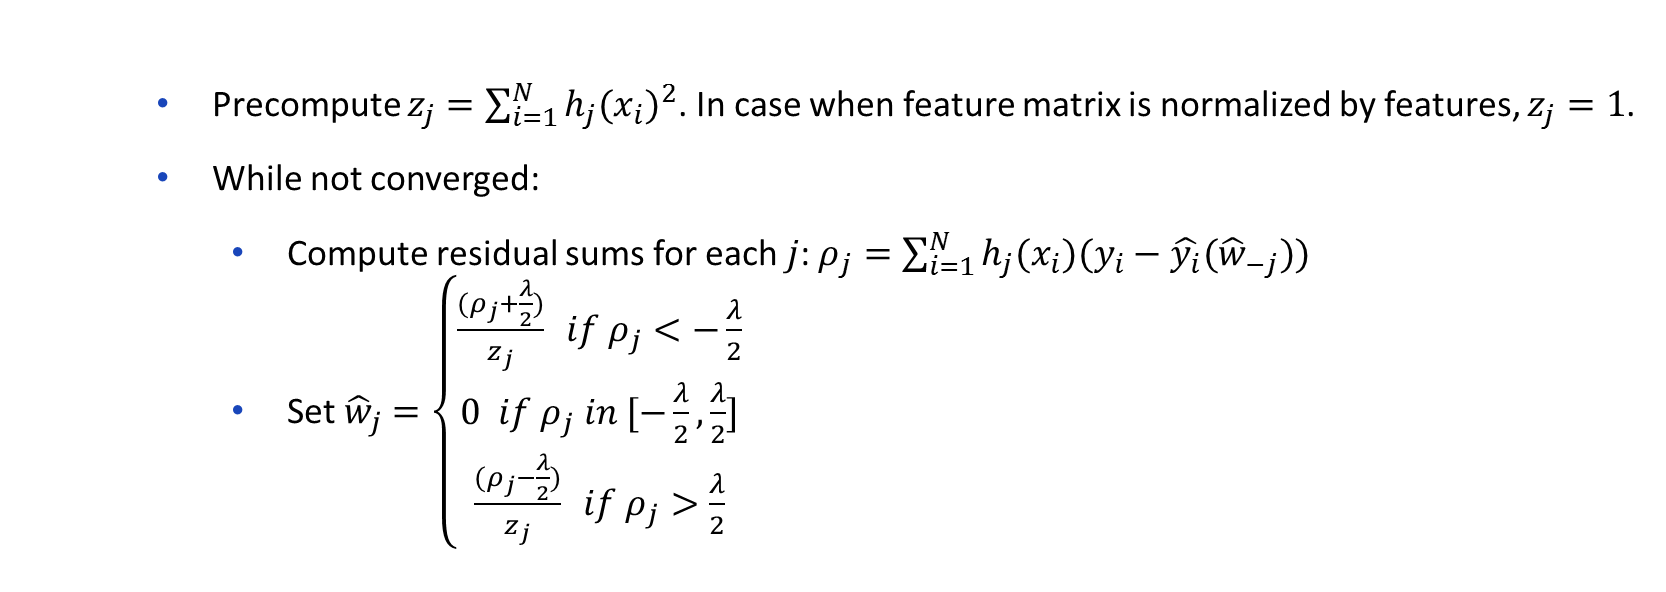 • Precompute z_j = ∑_{i=1}^{N} h_j(x_i)^2. In case when feature matrix is normalized by features, z_j = 1.
• While not converged:
• Compute residual sums for each j: ρ_j = ∑_{i=1}^{N} h_j(x_i)(y_i − ŷ_i(ŵ_{−j}))
(ρ_j+λ/2)/z_j if ρ_j < −λ/2
• Set ŵ_j = { 0 if ρ_j in [−λ/2, λ/2]
(ρ_j−λ/2)/z_j if ρ_j > λ/2